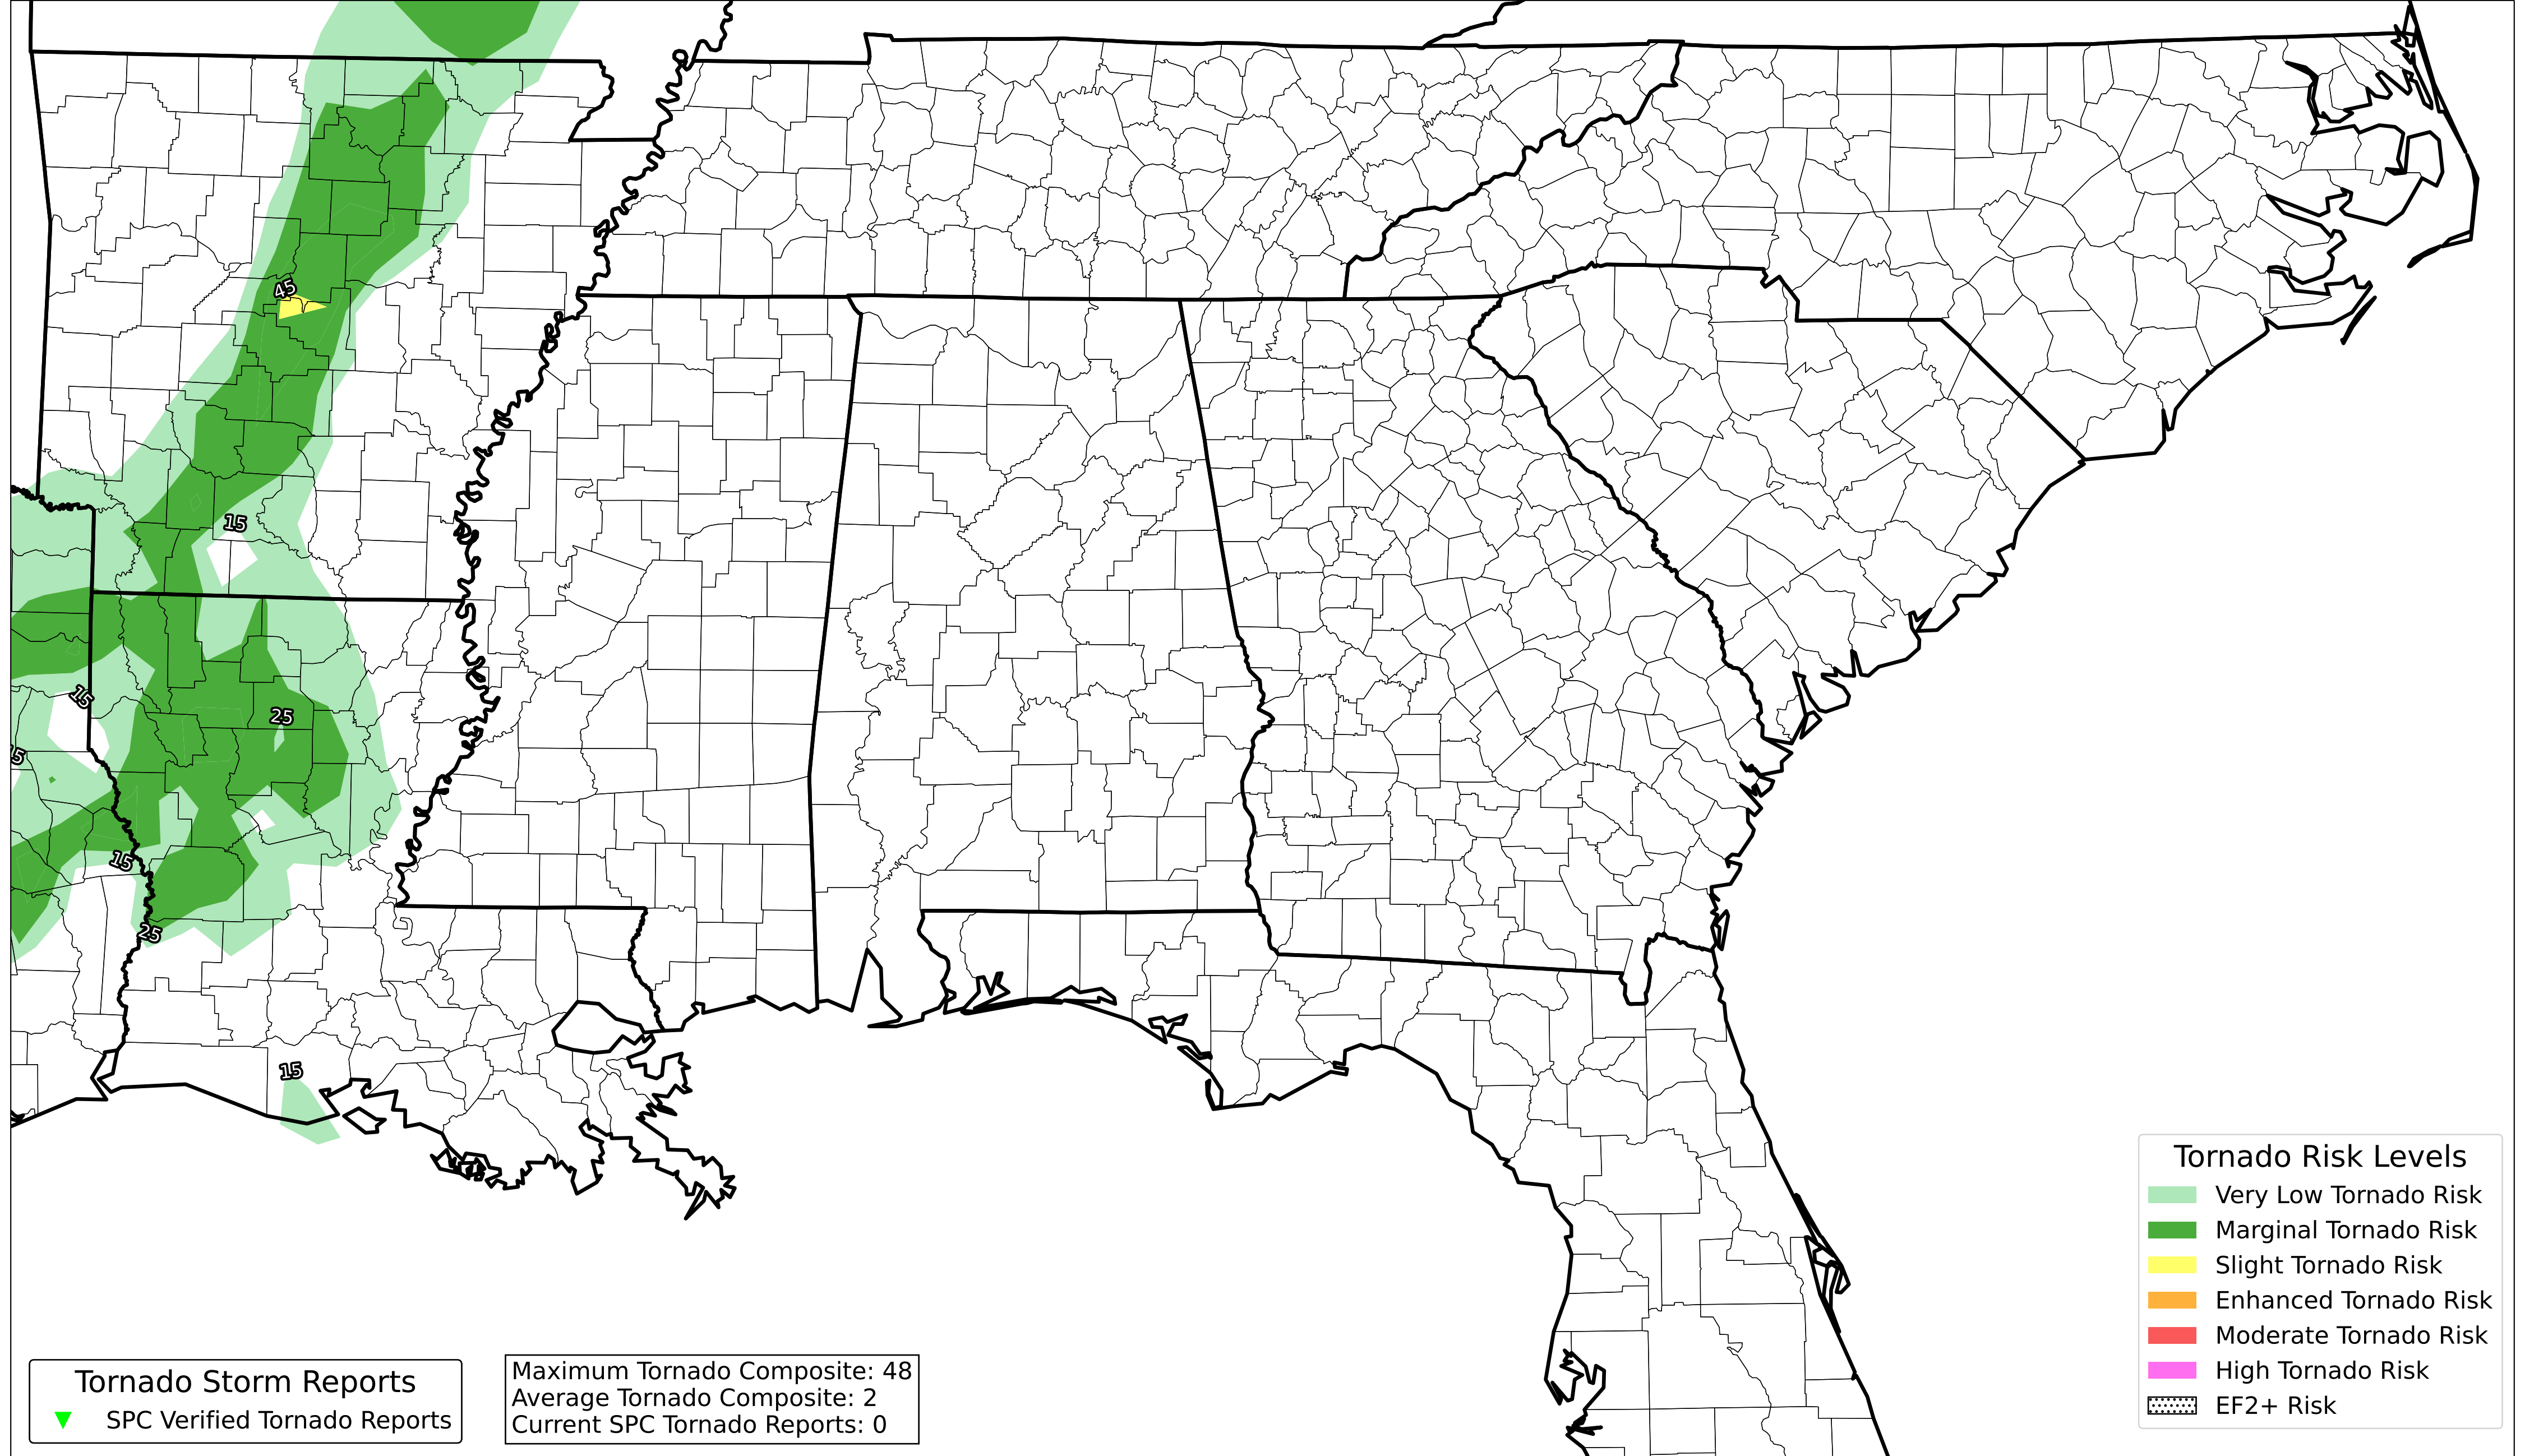 45
15
25
15
15
15
25
15
Tornado Storm Reports
SPC Verified Tornado Reports
Maximum Tornado Composite: 48
Average Tornado Composite: 2
Current SPC Tornado Reports: 0
Tornado Risk Levels
Very Low Tornado Risk
Marginal Tornado Risk
Slight Tornado Risk
Enhanced Tornado Risk
Moderate Tornado Risk
High Tornado Risk
EF2+ Risk